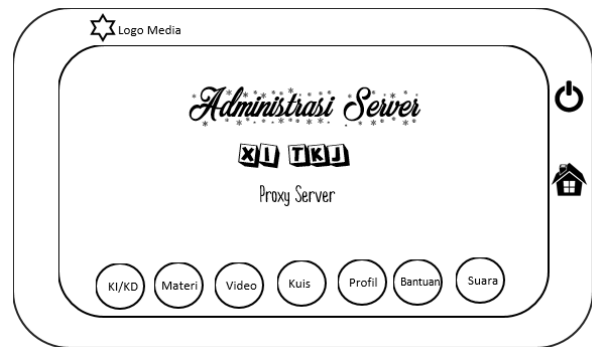 Logo Media
Administrasi Server
XI TKJ
Proxy Server
KI/KD Materi Video Kuis Profil Bantuan Suara